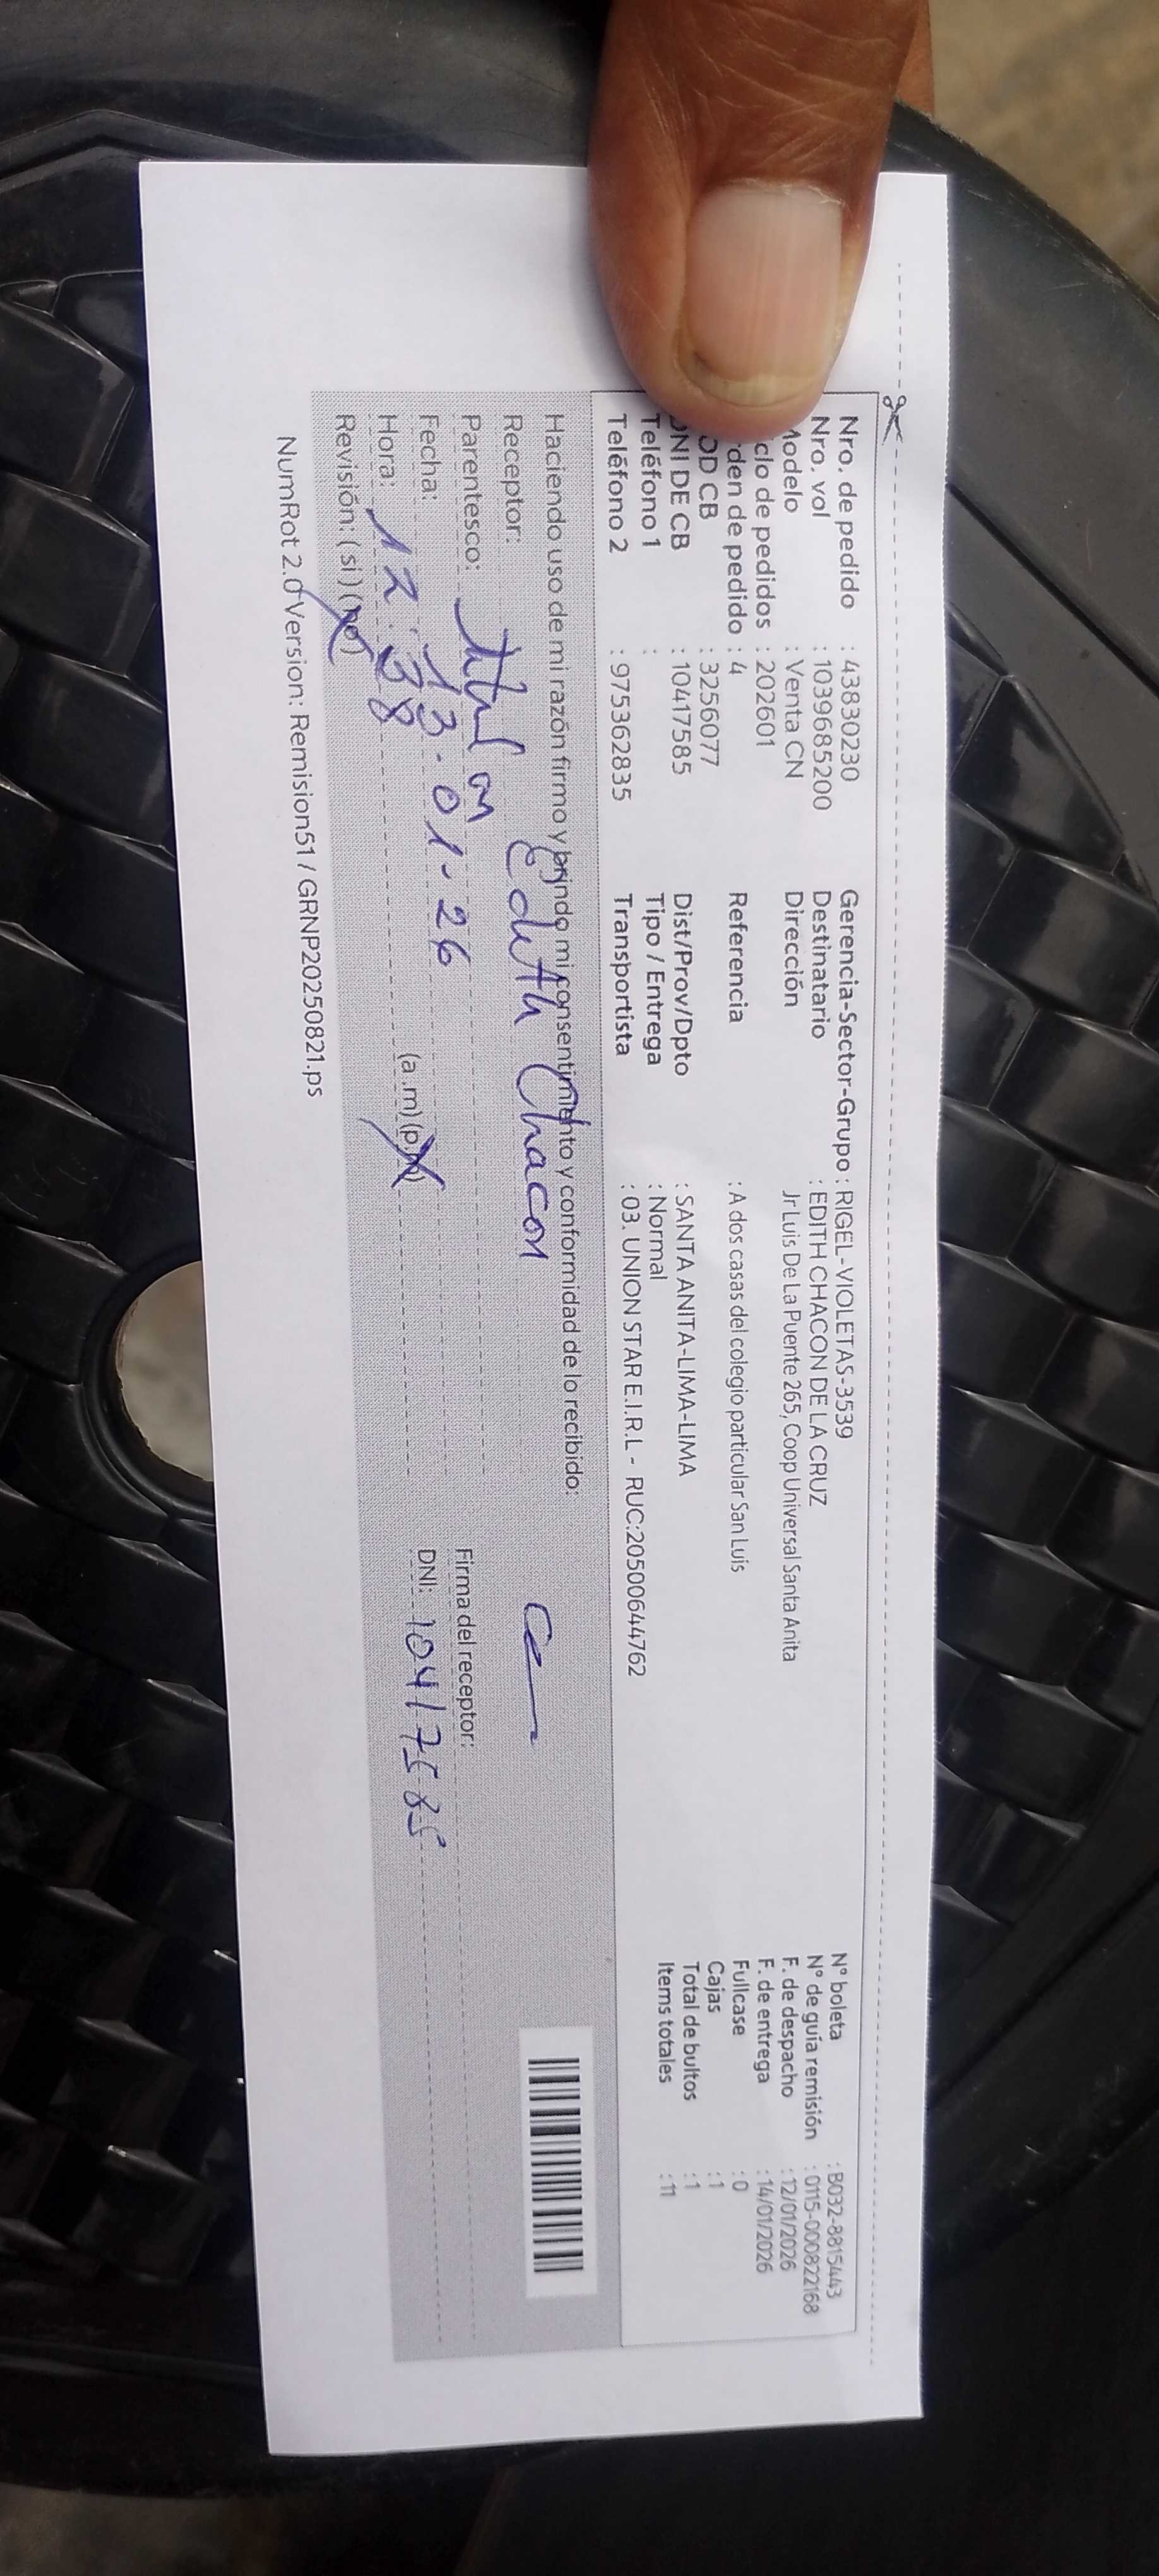 Nro. de pedido : 43830230 Gerencia-Sector-Grupo : RIGEL-VIOLETAS-3539 N° boleta : B032-8815443
Nro. vol : 1039685200 Destinatario : EDITH CHACON DE LA CRUZ N° de guía remisión : 0115-000822168
odelo : Venta CN Dirección Jr Luis De La Puente 265, Coop Universal Santa Anita F. de despacho : 12/01/2026
clo de pedidos : 202601 F. de entrega : 14/01/2026
den de pedido : 4 Referencia : A dos casas del colegio particular San Luis Fullcase : 0
OD CB : 3256077 Cajas : 1
NI DE CB : 10417585 Dist/Prov/Dpto : SANTA ANITA-LIMA-LIMA Total de bultos : 1
Teléfono 1 : Tipo / Entrega : Normal Items totales : 11
Teléfono 2 : 975362835 Transportista : 03. UNION STAR E.I.R.L - RUC:20500644762
Haciendo uso de mi razón firmo y brindo mi consentimiento y conformidad de lo recibido:
Receptor: Edith Chacon
Parentesco: Firma del receptor:
Fecha: 13.01-26 DNI: 10417585
Hora: 12:38 (a.m) (p.m)
Revisión: (si) (no)
NumRot 2.0 Version: Remision51 / GRNP20250821.ps